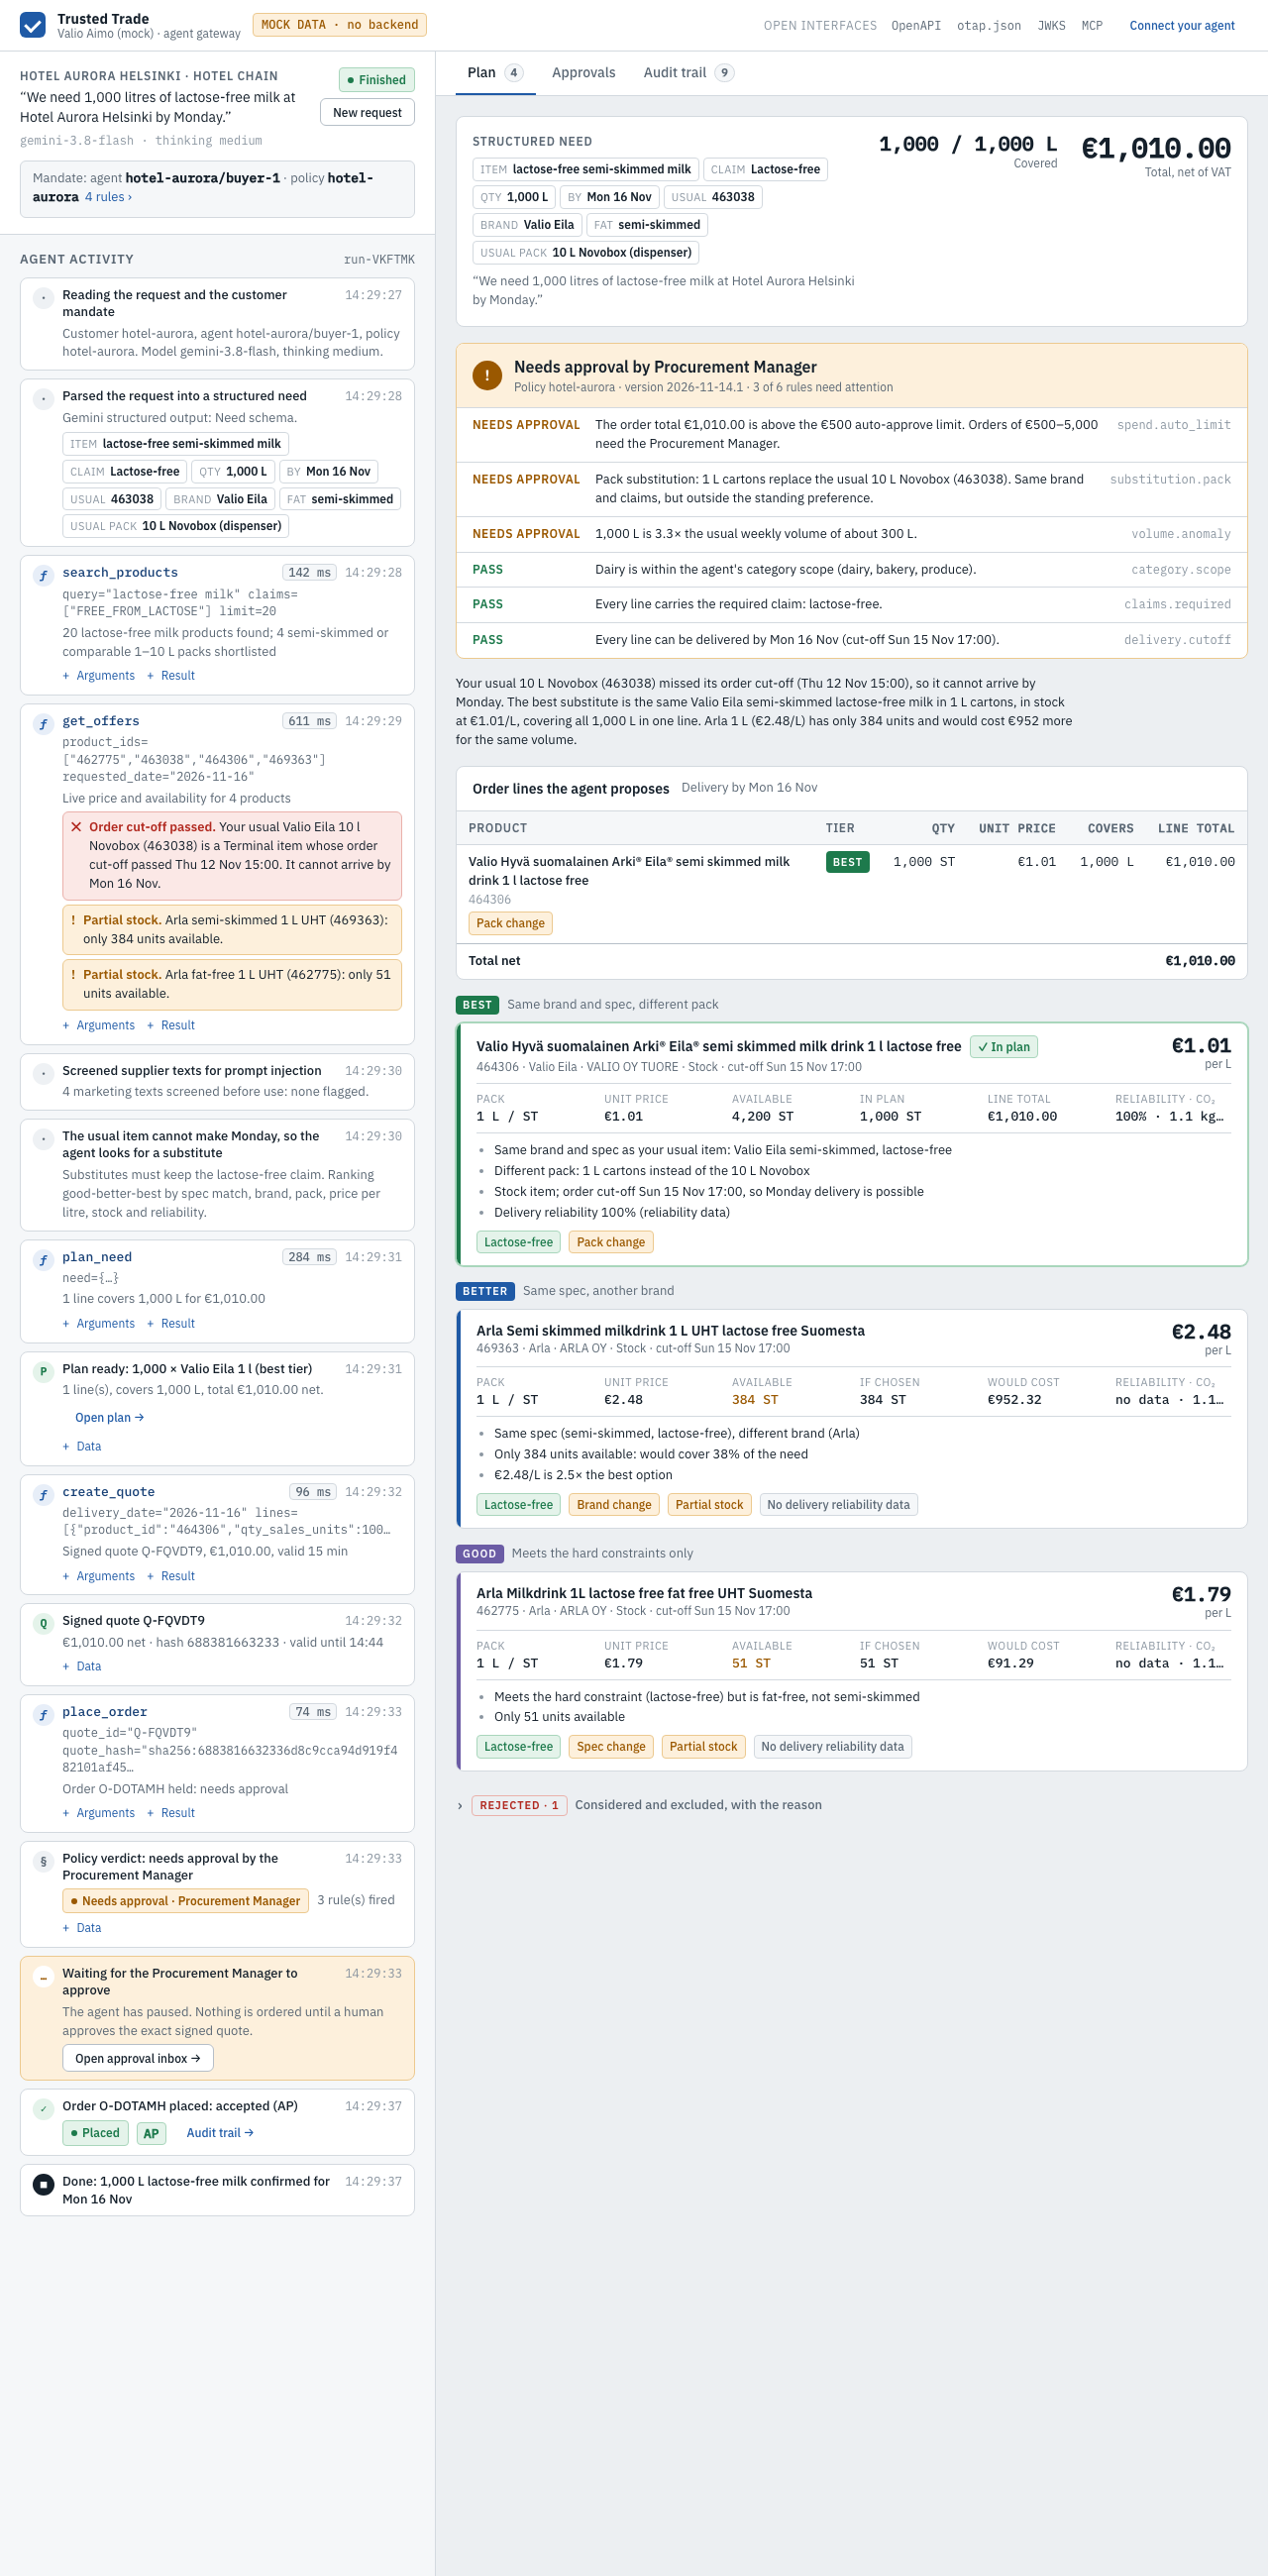 Trusted Trade
Valio Aimo (mock) · agent gateway
MOCK DATA · no backend
OPEN INTERFACES OpenAPI otap.json JWKS MCP Connect your agent
HOTEL AURORA HELSINKI · HOTEL CHAIN
Finished
“We need 1,000 litres of lactose-free milk at
Hotel Aurora Helsinki by Monday.”
New request
gemini-3.8-flash · thinking medium
Mandate: agent hotel-aurora/buyer-1 · policy hotel-
aurora 4 rules ›
AGENT ACTIVITY run-VKFTMK
· Reading the request and the customer 14:29:27
mandate
Customer hotel-aurora, agent hotel-aurora/buyer-1, policy
hotel-aurora. Model gemini-3.8-flash, thinking medium.
· Parsed the request into a structured need 14:29:28
Gemini structured output: Need schema.
ITEM lactose-free semi-skimmed milk
CLAIM Lactose-free QTY 1,000 L BY Mon 16 Nov
USUAL 463038 BRAND Valio Eila FAT semi-skimmed
USUAL PACK 10 L Novobox (dispenser)
ƒ search_products 142 ms 14:29:28
query="lactose-free milk" claims=
["FREE_FROM_LACTOSE"] limit=20
20 lactose-free milk products found; 4 semi-skimmed or
comparable 1–10 L packs shortlisted
+ Arguments + Result
ƒ get_offers 611 ms 14:29:29
product_ids=
["462775","463038","464306","469363"]
requested_date="2026-11-16"
Live price and availability for 4 products
✕ Order cut-off passed. Your usual Valio Eila 10 l
Novobox (463038) is a Terminal item whose order
cut-off passed Thu 12 Nov 15:00. It cannot arrive by
Mon 16 Nov.
! Partial stock. Arla semi-skimmed 1 L UHT (469363):
only 384 units available.
! Partial stock. Arla fat-free 1 L UHT (462775): only 51
units available.
+ Arguments + Result
· Screened supplier texts for prompt injection 14:29:30
4 marketing texts screened before use: none flagged.
· The usual item cannot make Monday, so the 14:29:30
agent looks for a substitute
Substitutes must keep the lactose-free claim. Ranking
good-better-best by spec match, brand, pack, price per
litre, stock and reliability.
ƒ plan_need 284 ms 14:29:31
need={…}
1 line covers 1,000 L for €1,010.00
+ Arguments + Result
P Plan ready: 1,000 × Valio Eila 1 l (best tier) 14:29:31
1 line(s), covers 1,000 L, total €1,010.00 net.
Open plan →
+ Data
ƒ create_quote 96 ms 14:29:32
delivery_date="2026-11-16" lines=
[{"product_id":"464306","qty_sales_units":100…
Signed quote Q-FQVDT9, €1,010.00, valid 15 min
+ Arguments + Result
Q Signed quote Q-FQVDT9 14:29:32
€1,010.00 net · hash 688381663233 · valid until 14:44
+ Data
ƒ place_order 74 ms 14:29:33
quote_id="Q-FQVDT9"
quote_hash="sha256:6883816632336d8c9cca94d919f4
82101af45…
Order O-DOTAMH held: needs approval
+ Arguments + Result
§ Policy verdict: needs approval by the 14:29:33
Procurement Manager
Needs approval · Procurement Manager 3 rule(s) fired
+ Data
… Waiting for the Procurement Manager to 14:29:33
approve
The agent has paused. Nothing is ordered until a human
approves the exact signed quote.
Open approval inbox →
✓ Order O-DOTAMH placed: accepted (AP) 14:29:37
Placed AP Audit trail →
Done: 1,000 L lactose-free milk confirmed for 14:29:37
Mon 16 Nov
Plan 4 Approvals Audit trail 9
STRUCTURED NEED
ITEM lactose-free semi-skimmed milk CLAIM Lactose-free
QTY 1,000 L BY Mon 16 Nov USUAL 463038
BRAND Valio Eila FAT semi-skimmed
USUAL PACK 10 L Novobox (dispenser)
“We need 1,000 litres of lactose-free milk at Hotel Aurora Helsinki
by Monday.”
1,000 / 1,000 L
Covered
€1,010.00
Total, net of VAT
! Needs approval by Procurement Manager
Policy hotel-aurora · version 2026-11-14.1 · 3 of 6 rules need attention
NEEDS APPROVAL The order total €1,010.00 is above the €500 auto-approve limit. Orders of €500–5,000 spend.auto_limit
need the Procurement Manager.
NEEDS APPROVAL Pack substitution: 1 L cartons replace the usual 10 L Novobox (463038). Same brand substitution.pack
and claims, but outside the standing preference.
NEEDS APPROVAL 1,000 L is 3.3× the usual weekly volume of about 300 L. volume.anomaly
PASS Dairy is within the agent's category scope (dairy, bakery, produce). category.scope
PASS Every line carries the required claim: lactose-free. claims.required
PASS Every line can be delivered by Mon 16 Nov (cut-off Sun 15 Nov 17:00). delivery.cutoff
Your usual 10 L Novobox (463038) missed its order cut-off (Thu 12 Nov 15:00), so it cannot arrive by
Monday. The best substitute is the same Valio Eila semi-skimmed lactose-free milk in 1 L cartons, in stock
at €1.01/L, covering all 1,000 L in one line. Arla 1 L (€2.48/L) has only 384 units and would cost €952 more
for the same volume.
Order lines the agent proposes Delivery by Mon 16 Nov
PRODUCT TIER QTY UNIT PRICE COVERS LINE TOTAL
Valio Hyvä suomalainen Arki® Eila® semi skimmed milk BEST 1,000 ST €1.01 1,000 L €1,010.00
drink 1 l lactose free
464306
Pack change
Total net €1,010.00
BEST Same brand and spec, different pack
Valio Hyvä suomalainen Arki® Eila® semi skimmed milk drink 1 l lactose free ✓ In plan €1.01
464306 · Valio Eila · VALIO OY TUORE · Stock · cut-off Sun 15 Nov 17:00 per L
PACK UNIT PRICE AVAILABLE IN PLAN LINE TOTAL RELIABILITY · CO₂
1 L / ST €1.01 4,200 ST 1,000 ST €1,010.00 100% · 1.1 kg…
Same brand and spec as your usual item: Valio Eila semi-skimmed, lactose-free
Different pack: 1 L cartons instead of the 10 L Novobox
Stock item; order cut-off Sun 15 Nov 17:00, so Monday delivery is possible
Delivery reliability 100% (reliability data)
Lactose-free Pack change
BETTER Same spec, another brand
Arla Semi skimmed milkdrink 1 L UHT lactose free Suomesta €2.48
469363 · Arla · ARLA OY · Stock · cut-off Sun 15 Nov 17:00 per L
PACK UNIT PRICE AVAILABLE IF CHOSEN WOULD COST RELIABILITY · CO₂
1 L / ST €2.48 384 ST 384 ST €952.32 no data · 1.1…
Same spec (semi-skimmed, lactose-free), different brand (Arla)
Only 384 units available: would cover 38% of the need
€2.48/L is 2.5× the best option
Lactose-free Brand change Partial stock No delivery reliability data
GOOD Meets the hard constraints only
Arla Milkdrink 1L lactose free fat free UHT Suomesta €1.79
462775 · Arla · ARLA OY · Stock · cut-off Sun 15 Nov 17:00 per L
PACK UNIT PRICE AVAILABLE IF CHOSEN WOULD COST RELIABILITY · CO₂
1 L / ST €1.79 51 ST 51 ST €91.29 no data · 1.1…
Meets the hard constraint (lactose-free) but is fat-free, not semi-skimmed
Only 51 units available
Lactose-free Spec change Partial stock No delivery reliability data
› REJECTED · 1 Considered and excluded, with the reason